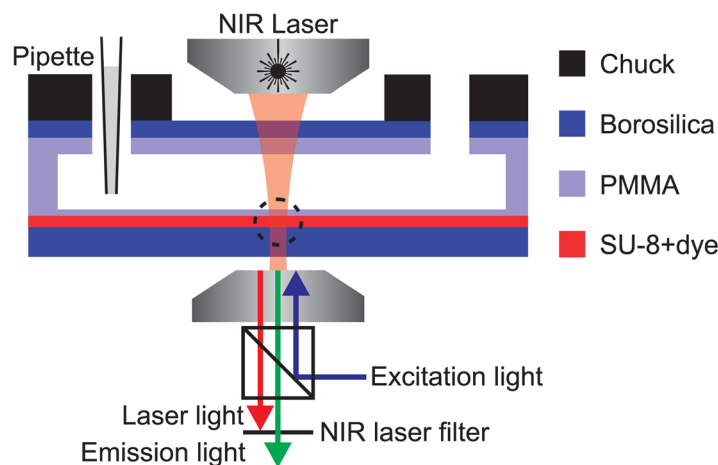 NIR Laser
Pipette
Chuck
Borosilica
PMMA
SU-8+dye
Excitation light
Laser light
NIR laser filter
Emission light